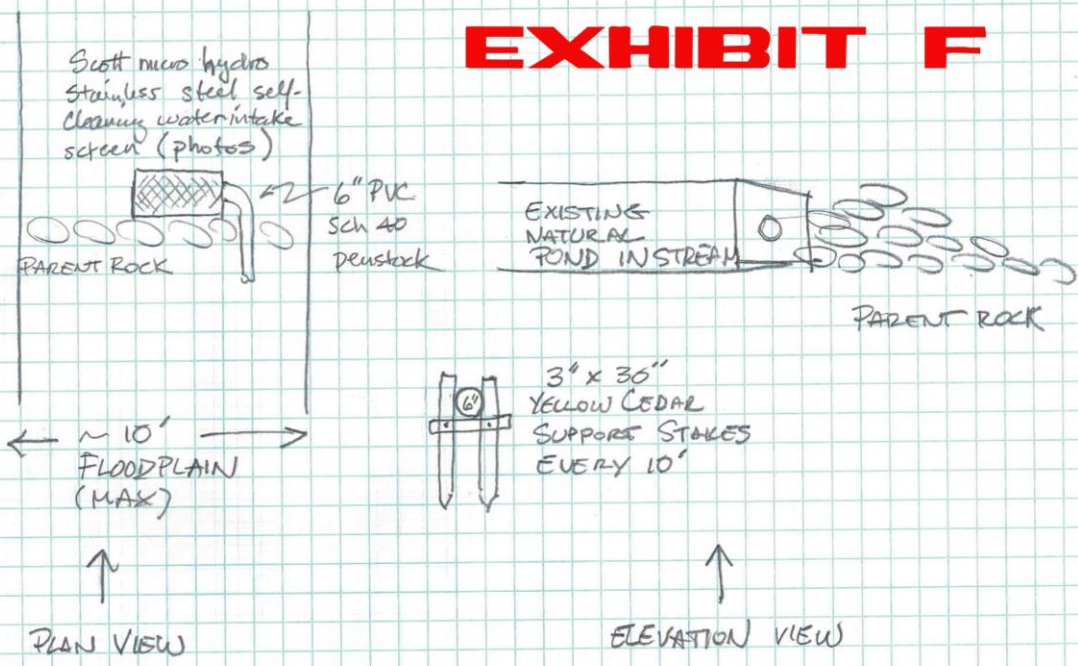 EXHIBIT F
Scott micro hydro
Stainless steel self-
cleaning water intake
screen (photos)
6" PVC
Sch 40
penstock
PARENT ROCK
EXISTING
NATURAL
POND IN STREAM
PARENT ROCK
~ 10'
FLOODPLAIN
(MAX)
6"
3" x 36"
YELLOW CEDAR
SUPPORT STAKES
EVERY 10'
PLAN VIEW
ELEVATION VIEW